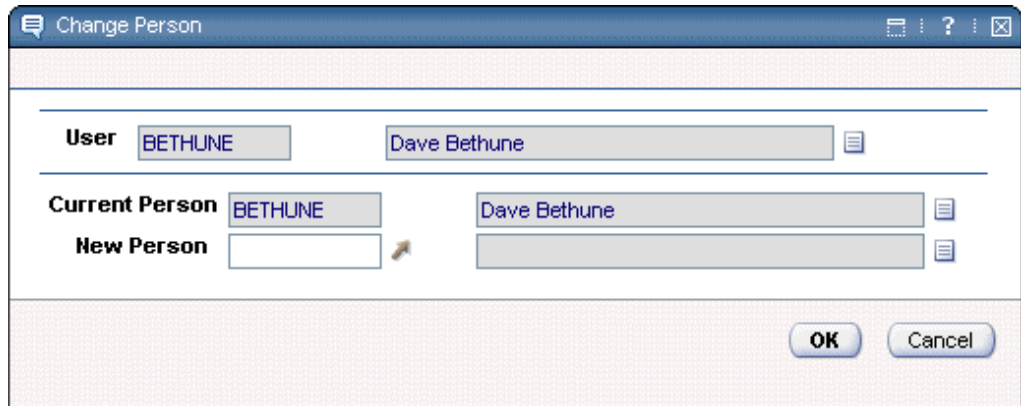 Change Person ?
User BETHUNE Dave Bethune
Current Person BETHUNE Dave Bethune
New Person
OK Cancel